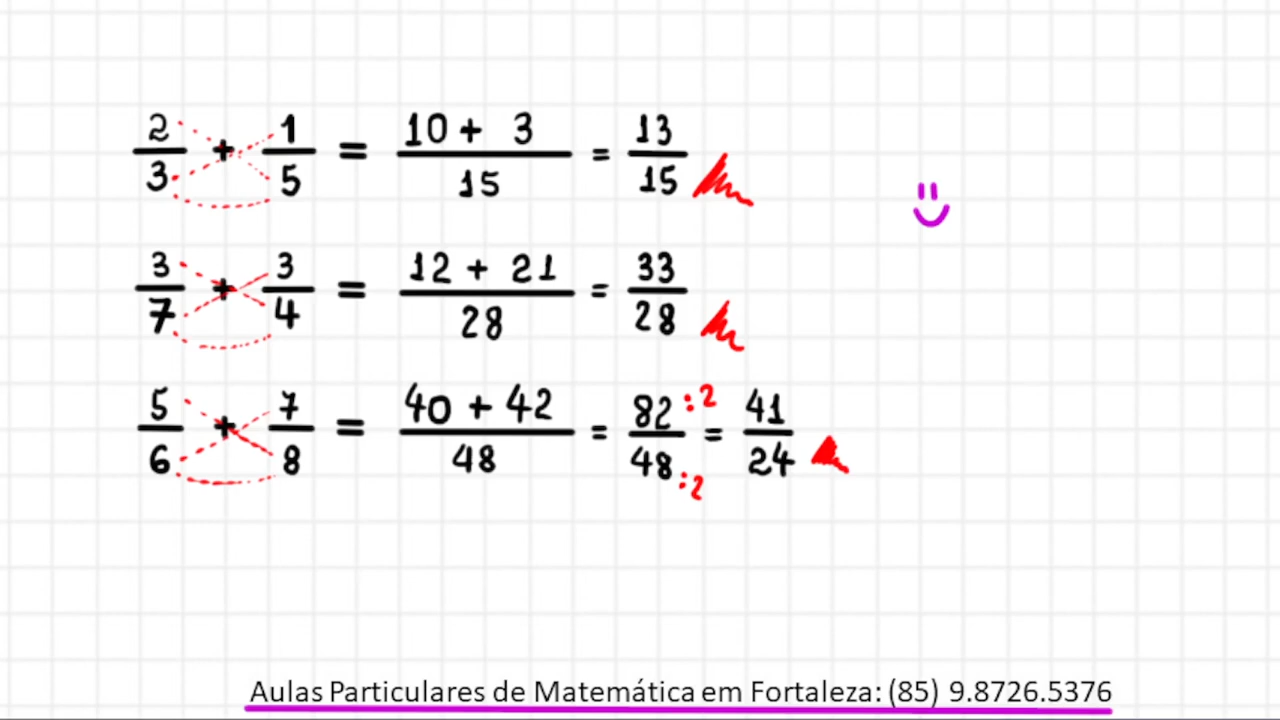 2/3 + 1/5 = 10 + 3/15 = 13/15
3/7 + 3/4 = 12 + 21/28 = 33/28
5/6 + 7/8 = 40 + 42/48 = 82 :2/48 :2 = 41/24
Aulas Particulares de Matemática em Fortaleza: (85) 9.8726.5376